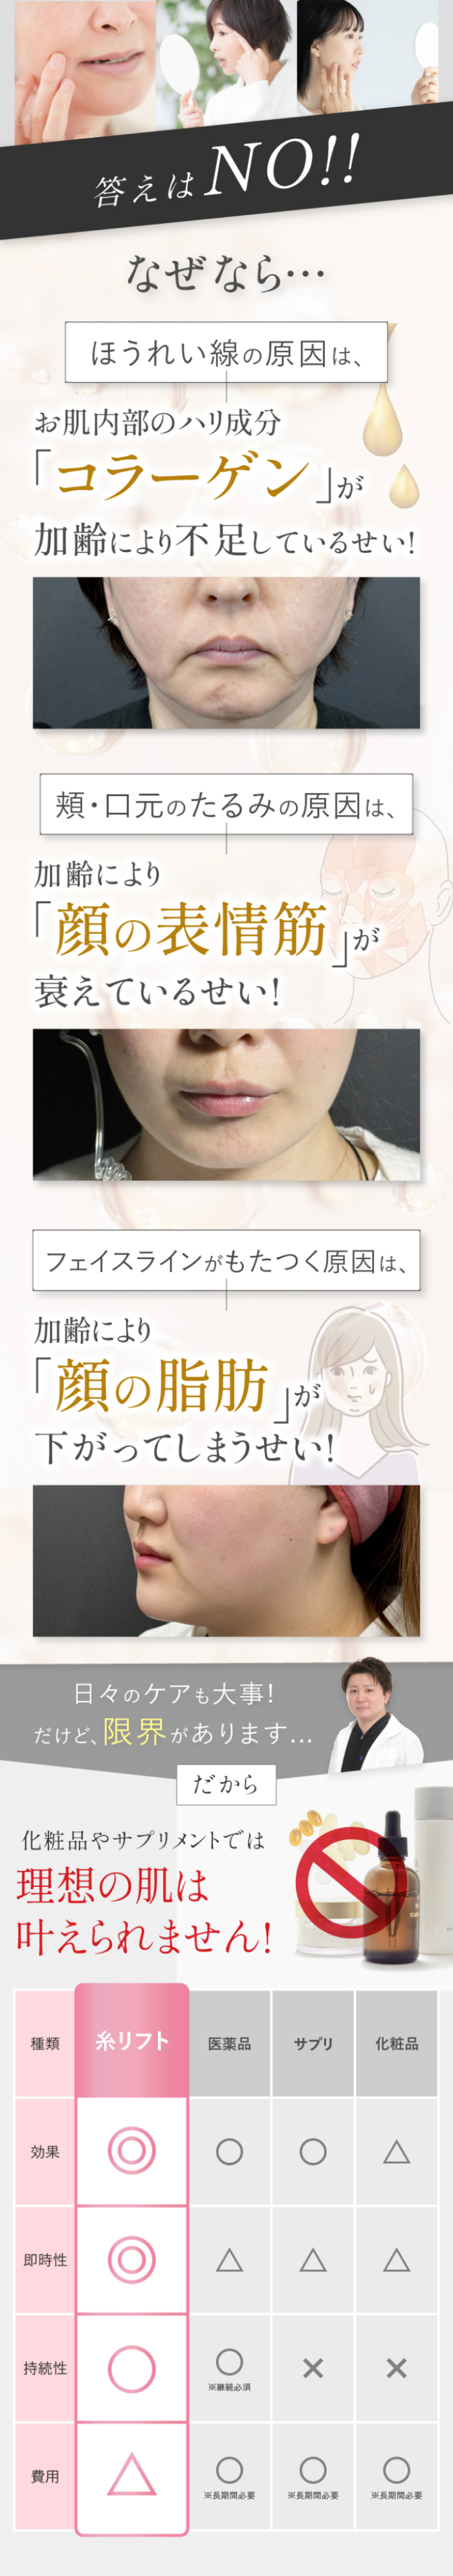 答えはNO!!
なぜなら…
ほうれい線の原因は、
お肌内部のハリ成分
「コラーゲン」が
加齢により不足しているせい!
頬・口元のたるみの原因は、
加齢により
「顔の表情筋」が
衰えているせい!
フェイスラインがもたつく原因は、
加齢により
「顔の脂肪」が
下がってしまうせい!
日々のケアも大事!
だけど、限界があります…
だから
化粧品やサプリメントでは
理想の肌は
叶えられません!
種類 糸リフト 医薬品 サプリ 化粧品
効果 ◎ ○ ○ △
即時性 ◎ △ △ △
持続性 ○ ○ × ×
※継続必須
費用 △ ○ ○ ○
※長期間必要 ※長期間必要 ※長期間必要